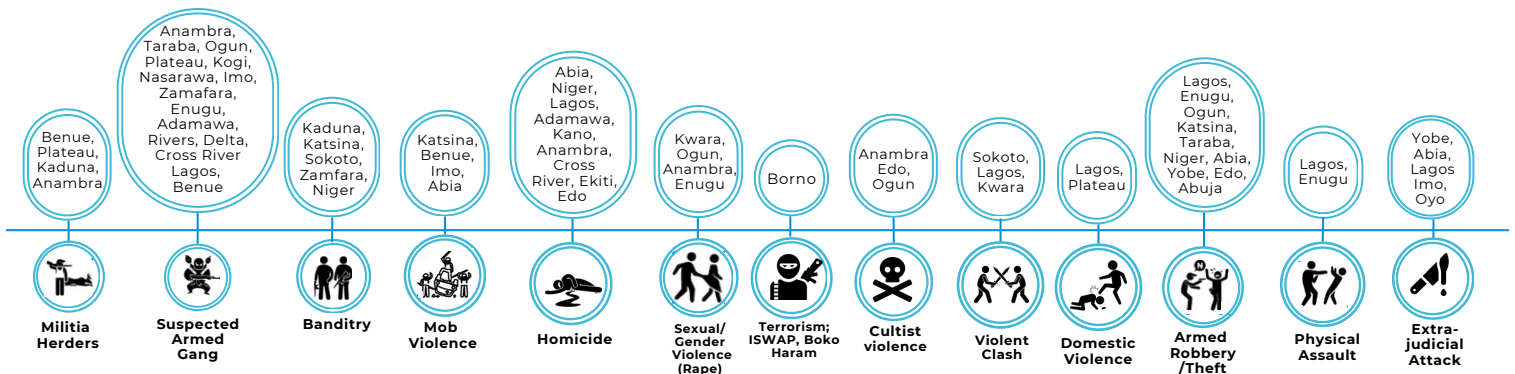 Benue,
Plateau,
Kaduna,
Anambra
Militia
Herders
Anambra,
Taraba, Ogun,
Plateau, Kogi,
Nasarawa, Imo,
Zamafara,
Enugu,
Adamawa,
Rivers, Delta,
Cross River
Lagos,
Benue
Suspected
Armed
Gang
Kaduna,
Katsina,
Sokoto,
Zamfara,
Niger
Banditry
Katsina,
Benue,
Imo,
Abia
Mob
Violence
Abia,
Niger,
Lagos,
Adamawa,
Kano,
Anambra,
Cross
River, Ekiti,
Edo
Homicide
Kwara,
Ogun,
Anambra,
Enugu
Sexual/
Gender
Violence
(Rape)
Borno
Terrorism;
ISWAP, Boko
Haram
Anambra
Edo,
Ogun
Cultist
violence
Sokoto,
Lagos,
Kwara
Violent
Clash
Lagos,
Plateau
Domestic
Violence
Lagos,
Enugu,
Ogun,
Katsina,
Taraba,
Niger, Abia,
Yobe, Edo,
Abuja
N
Armed
Robbery
/Theft
Lagos,
Enugu
Physical
Assault
Yobe,
Abia,
Lagos
Imo,
Oyo
Extra-
judicial
Attack